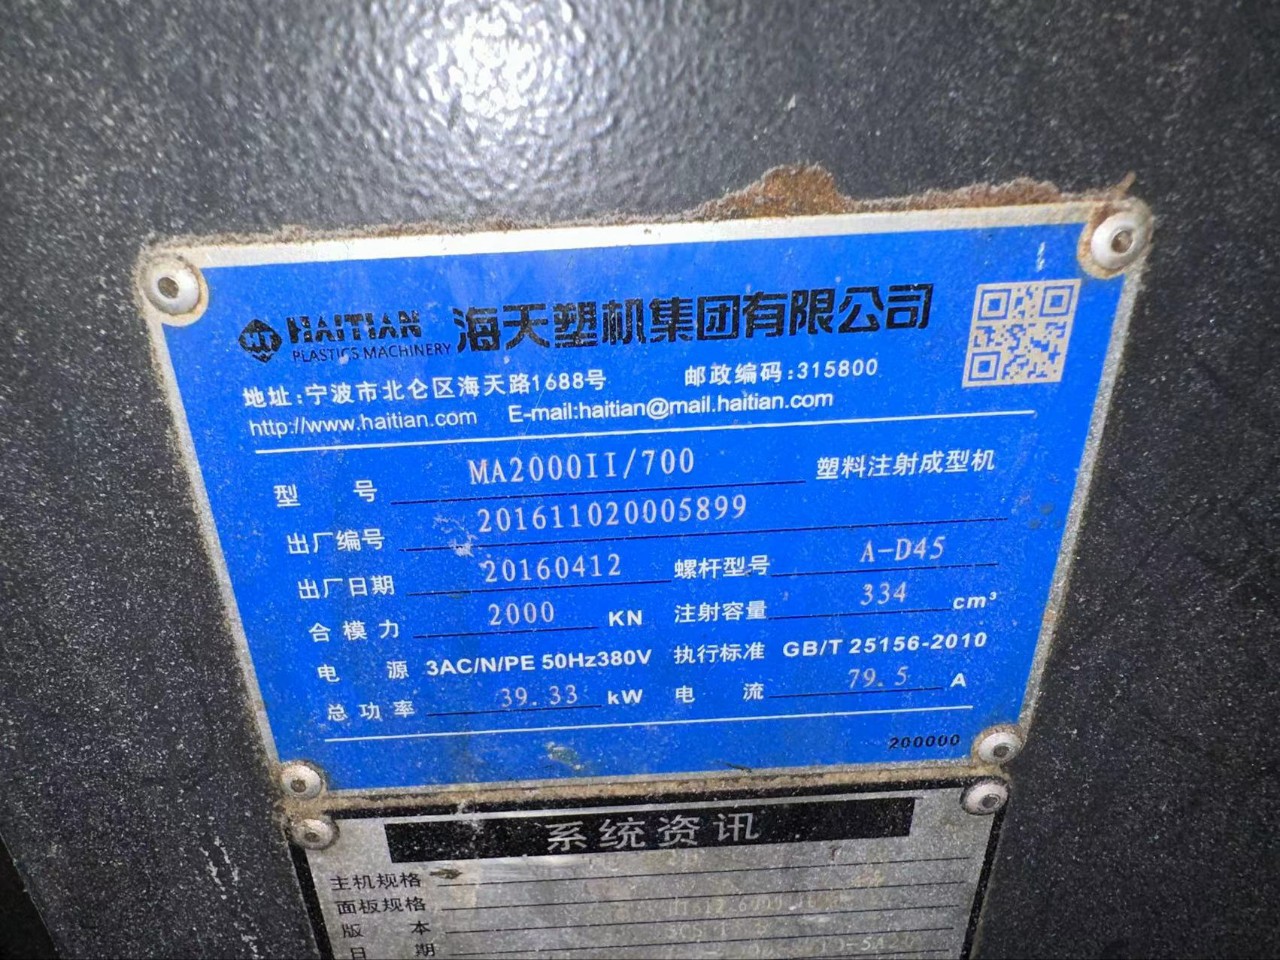 HT HAITIAN PLASTICS MACHINERY 海天塑机集团有限公司
地址:宁波市北仑区海天路1688号 邮政编码:315800
http://www.haitian.com E-mail:haitian@mail.haitian.com
型号 MA2000II/700 塑料注射成型机
出厂编号 201611020005899
出厂日期 20160412 螺杆型号 A-D45
合模力 2000 KN 注射容量 334 cm³
电源 3AC/N/PE 50Hz380V 执行标准 GB/T 25156-2010
总功率 39.33 kW 电流 79.5 A
200000
系统资讯
主机规格
面板规格
版本
日期